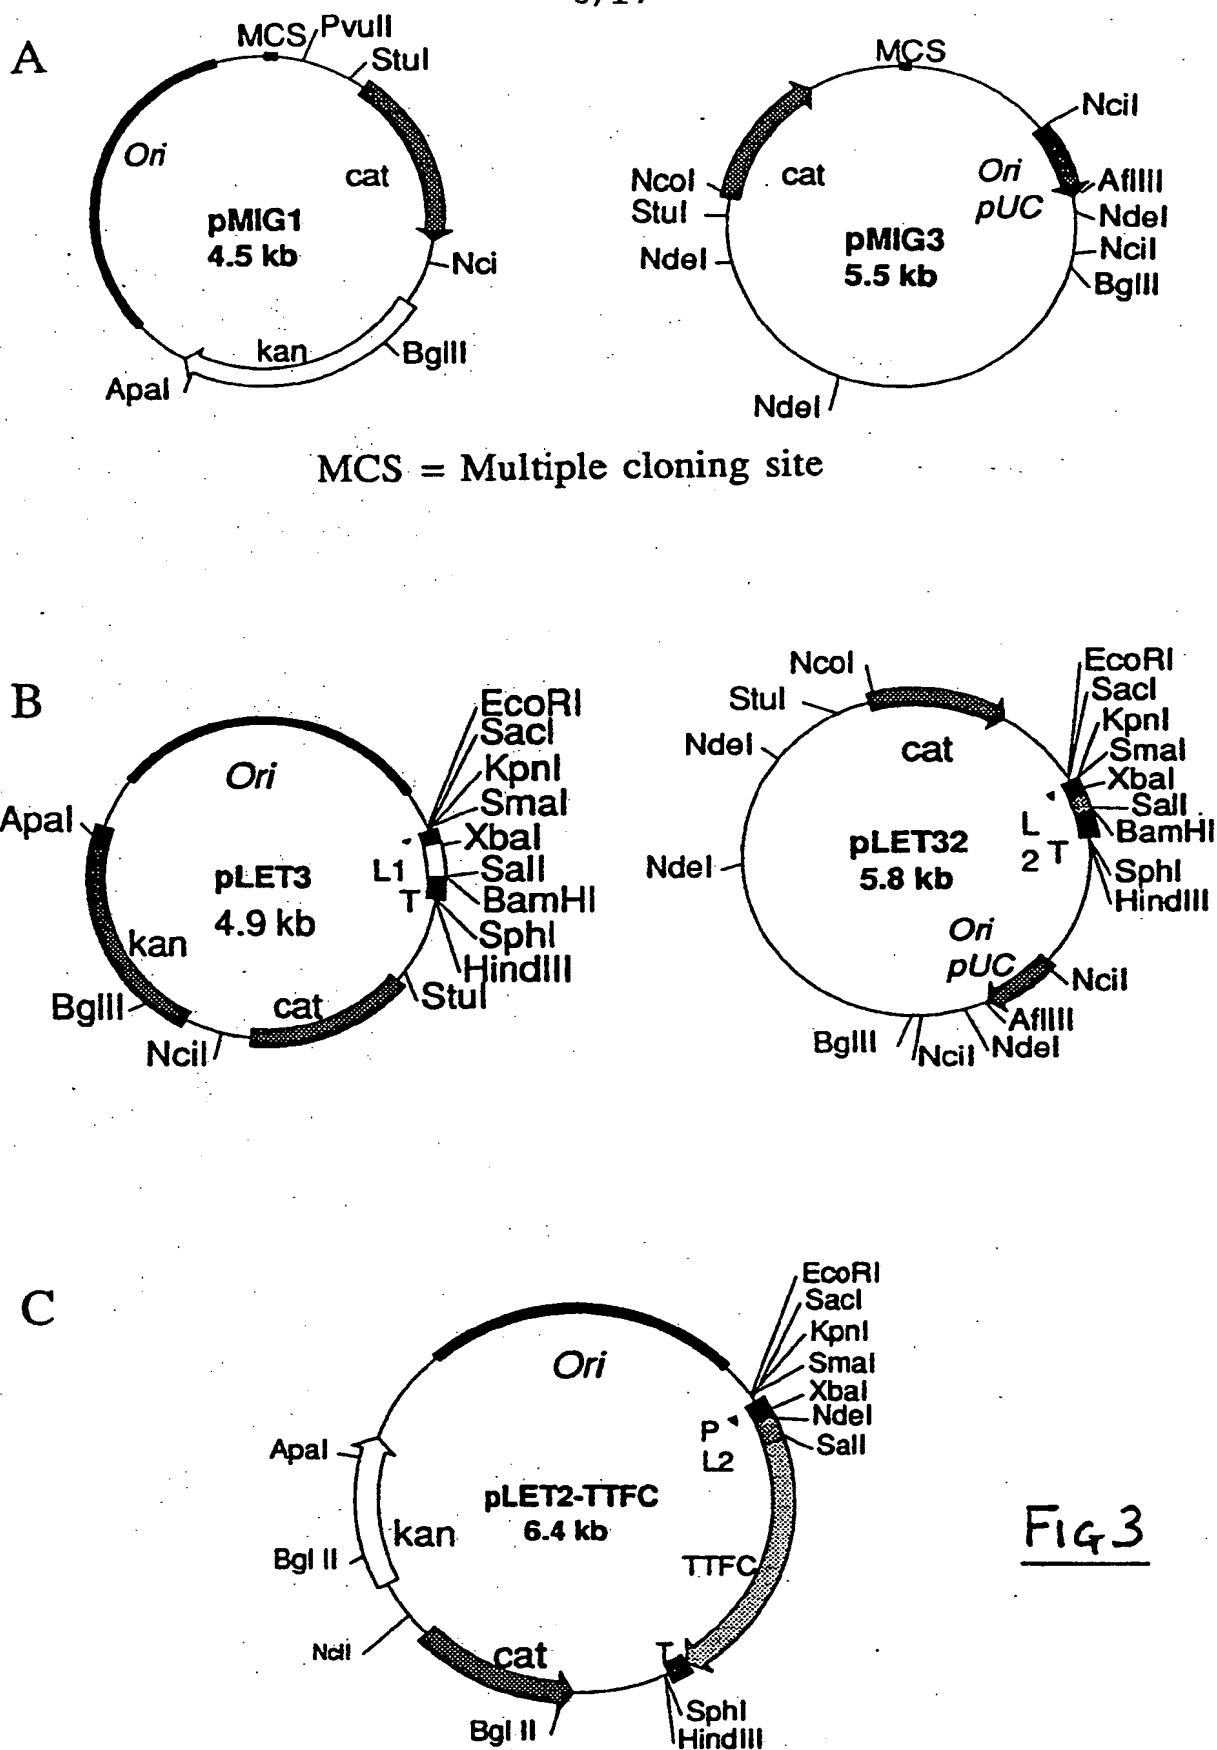 A
MCS
PvuII
StuI
Ori
cat
pMIG1
4.5 kb
Nci
kan
BglII
ApaI
MCS
NciI
NcoI
cat
Ori
pUC
AflIII
StuI
NdeI
pMIG3
5.5 kb
NciI
NdeI
BglII
NdeI
MCS = Multiple cloning site
B
EcoRI
SacI
KpnI
SmaI
XbaI
Ori
ApaI
L1
SalI
pLET3
4.9 kb
T
BamHI
SphI
kan
HindIII
BglII
cat
StuI
NciI
NcoI
EcoRI
StuI
SacI
KpnI
NdeI
cat
SmaI
XbaI
SalI
L
BamHI
pLET32
5.8 kb
2
T
NdeI
SphI
HindIII
Ori
pUC
NciI
AflIII
BglII
NciI
NdeI
C
EcoRI
SacI
KpnI
Ori
SmaI
XbaI
NdeI
P
SalI
ApaI
L2
pLET2-TTFC
6.4 kb
kan
Bgl II
TTFC
NciI
cat
T
SphI
Bgl II
HindIII
FIG 3